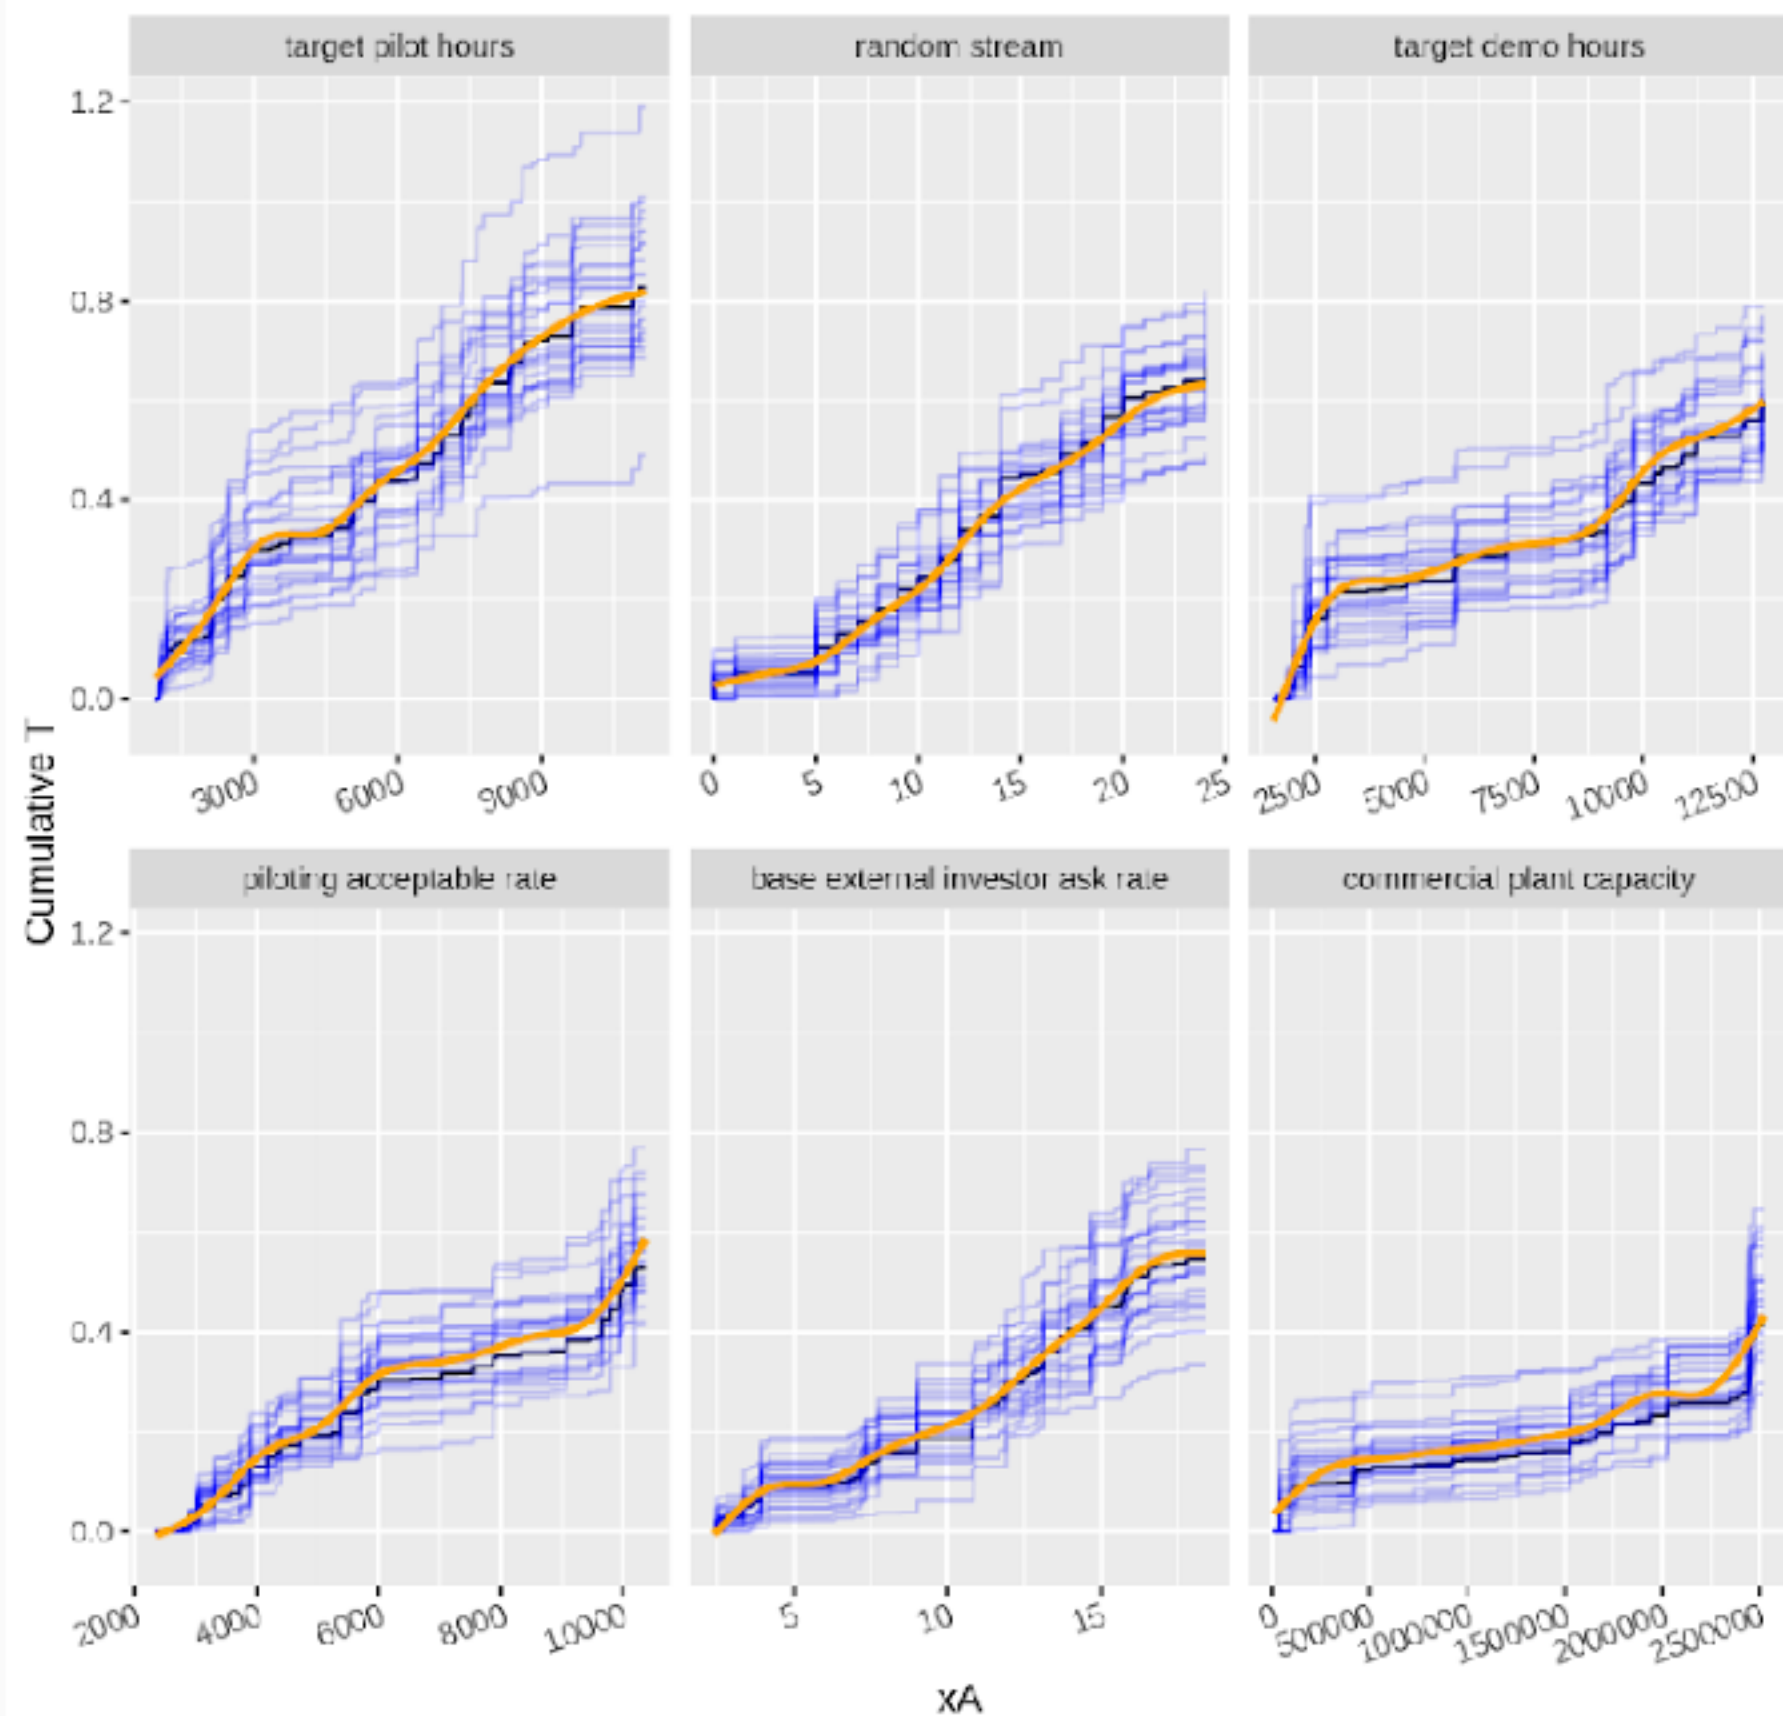 target pilot hours
random stream
target demo hours
1.2
0.8
0.4
0.0
3000 6000 9000
0 5 10 15 20 25
2500 5000 7500 10000 12500
Cumulative T
piloting acceptable rate
base external investor ask rate
commercial plant capacity
1.2
0.8
0.4
0.0
2000 4000 6000 8000 10000
5 10 15
0 500000 1000000 1500000 2000000 2500000
xA